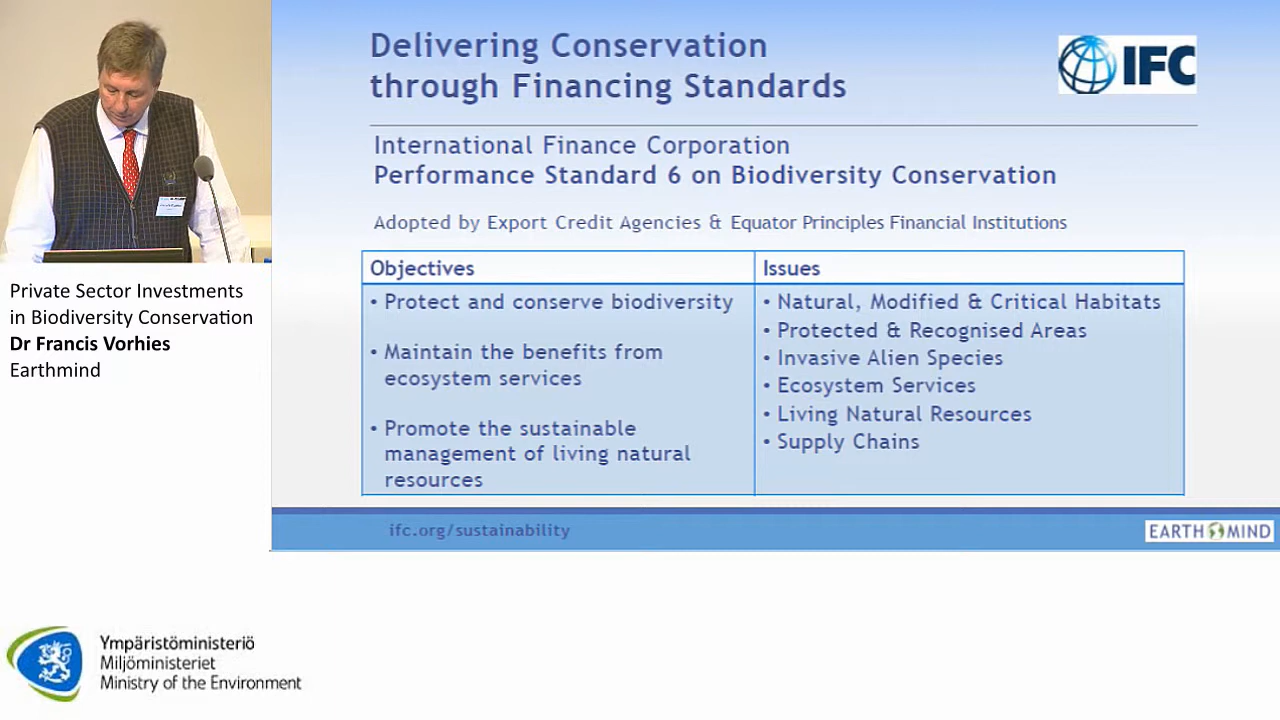 Delivering Conservation
through Financing Standards
IFC
International Finance Corporation
Performance Standard 6 on Biodiversity Conservation
Adopted by Export Credit Agencies & Equator Principles Financial Institutions
Objectives
• Protect and conserve biodiversity
• Maintain the benefits from
ecosystem services
• Promote the sustainable
management of living natural
resources
Issues
• Natural, Modified & Critical Habitats
• Protected & Recognised Areas
• Invasive Alien Species
• Ecosystem Services
• Living Natural Resources
• Supply Chains
ifc.org/sustainability
EARTH MIND
Private Sector Investments
in Biodiversity Conservation
Dr Francis Vorhies
Earthmind
Ympäristöministeriö
Miljöministeriet
Ministry of the Environment